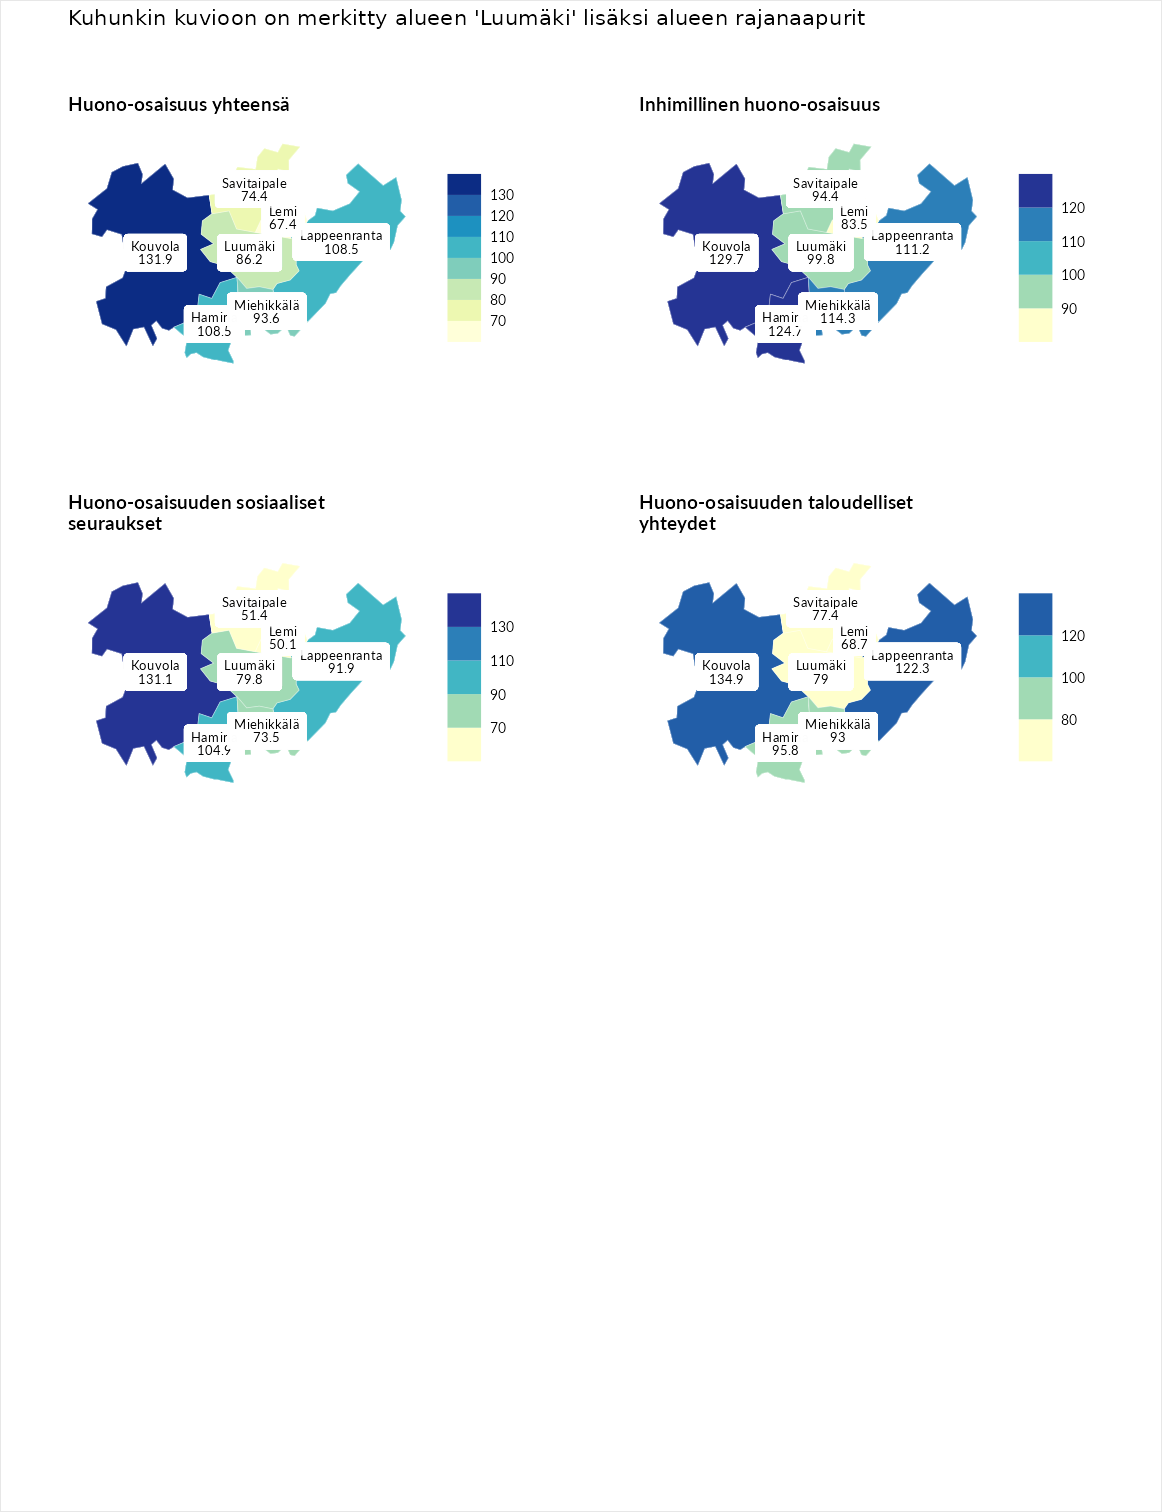 Kuhunkin kuvioon on merkitty alueen 'Luumäki' lisäksi alueen rajanaapurit
Huono-osaisuus yhteensä
Savitaipale
74.4
Lemi
67.4
Lappeenranta
108.5
Kouvola
131.9
Luumäki
86.2
Miehikkälä
93.6
108.5
130
120
110
100
90
80
70
Inhimillinen huono-osaisuus
Savitaipale
94.4
Lemi
83.5
Lappeenranta
111.2
Kouvola
129.7
Luumäki
99.8
Miehikkälä
114.3
124.7
120
110
100
90
Huono-osaisuuden sosiaaliset
seuraukset
Savitaipale
51.4
Lemi
50.1
Lappeenranta
91.9
Kouvola
131.1
Luumäki
79.8
Miehikkälä
73.5
104.9
130
110
90
70
Huono-osaisuuden taloudelliset
yhteydet
Savitaipale
77.4
Lemi
68.7
Lappeenranta
122.3
Kouvola
134.9
Luumäki
79
Miehikkälä
93
95.8
120
100
80